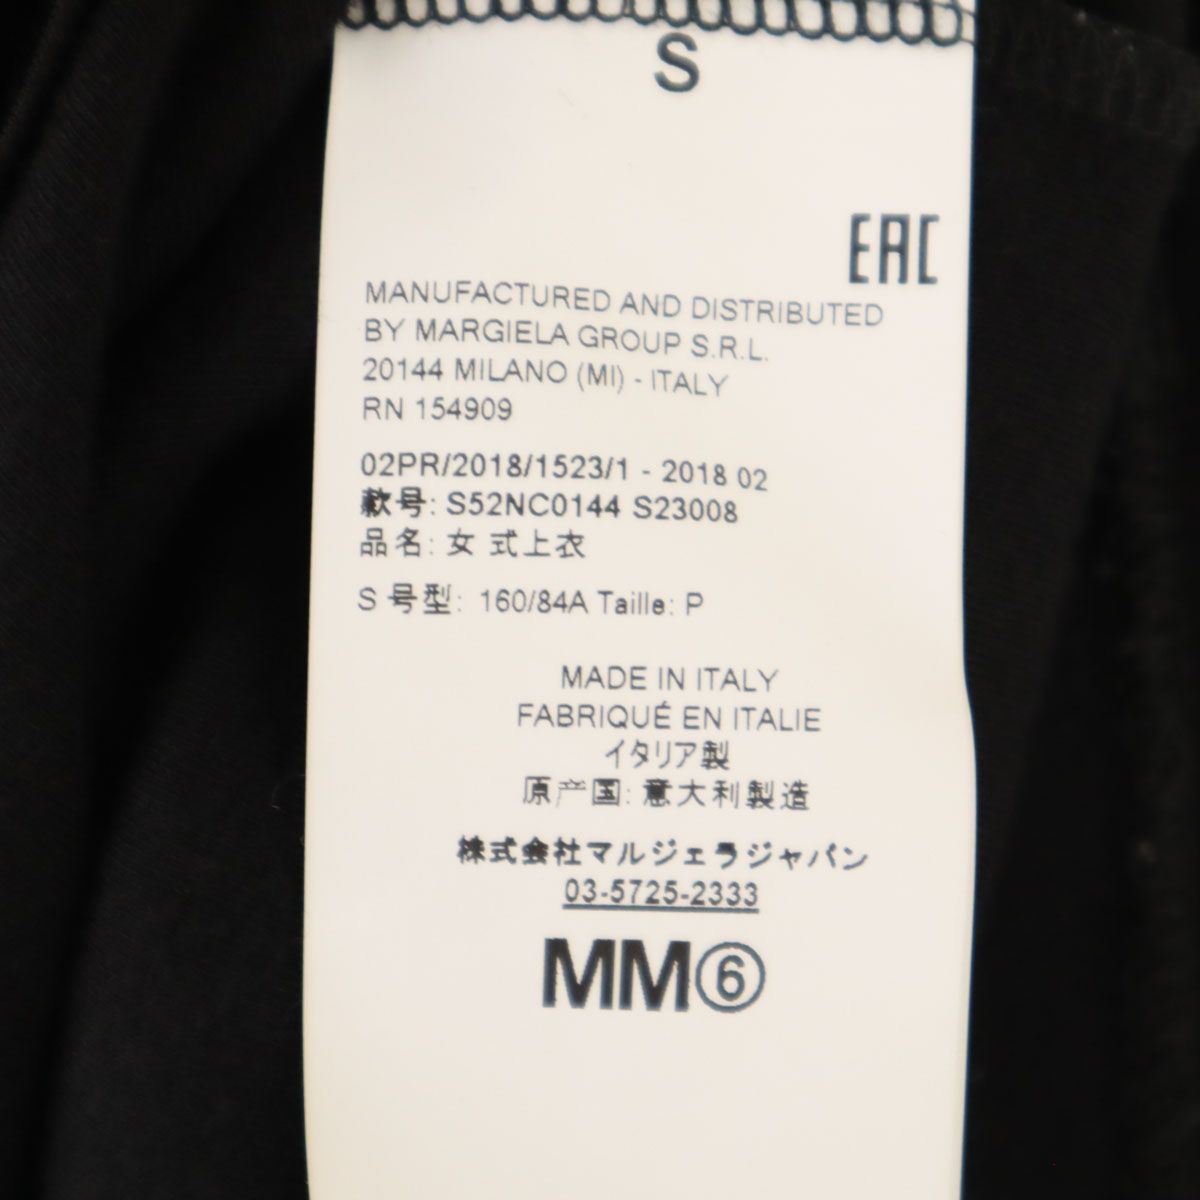 S
EAC
MANUFACTURED AND DISTRIBUTED
BY MARGIELA GROUP S.R.L.
20144 MILANO (MI) - ITALY
RN 154909
02PR/2018/1523/1 - 2018 02
款号: S52NC0144 S23008
品名: 女 式上衣
S 号型: 160/84A Taille: P
MADE IN ITALY
FABRIQUÉ EN ITALIE
イタリア製
原产国: 意大利製造
株式会社マルジェラジャパン
03-5725-2333
MM⑥